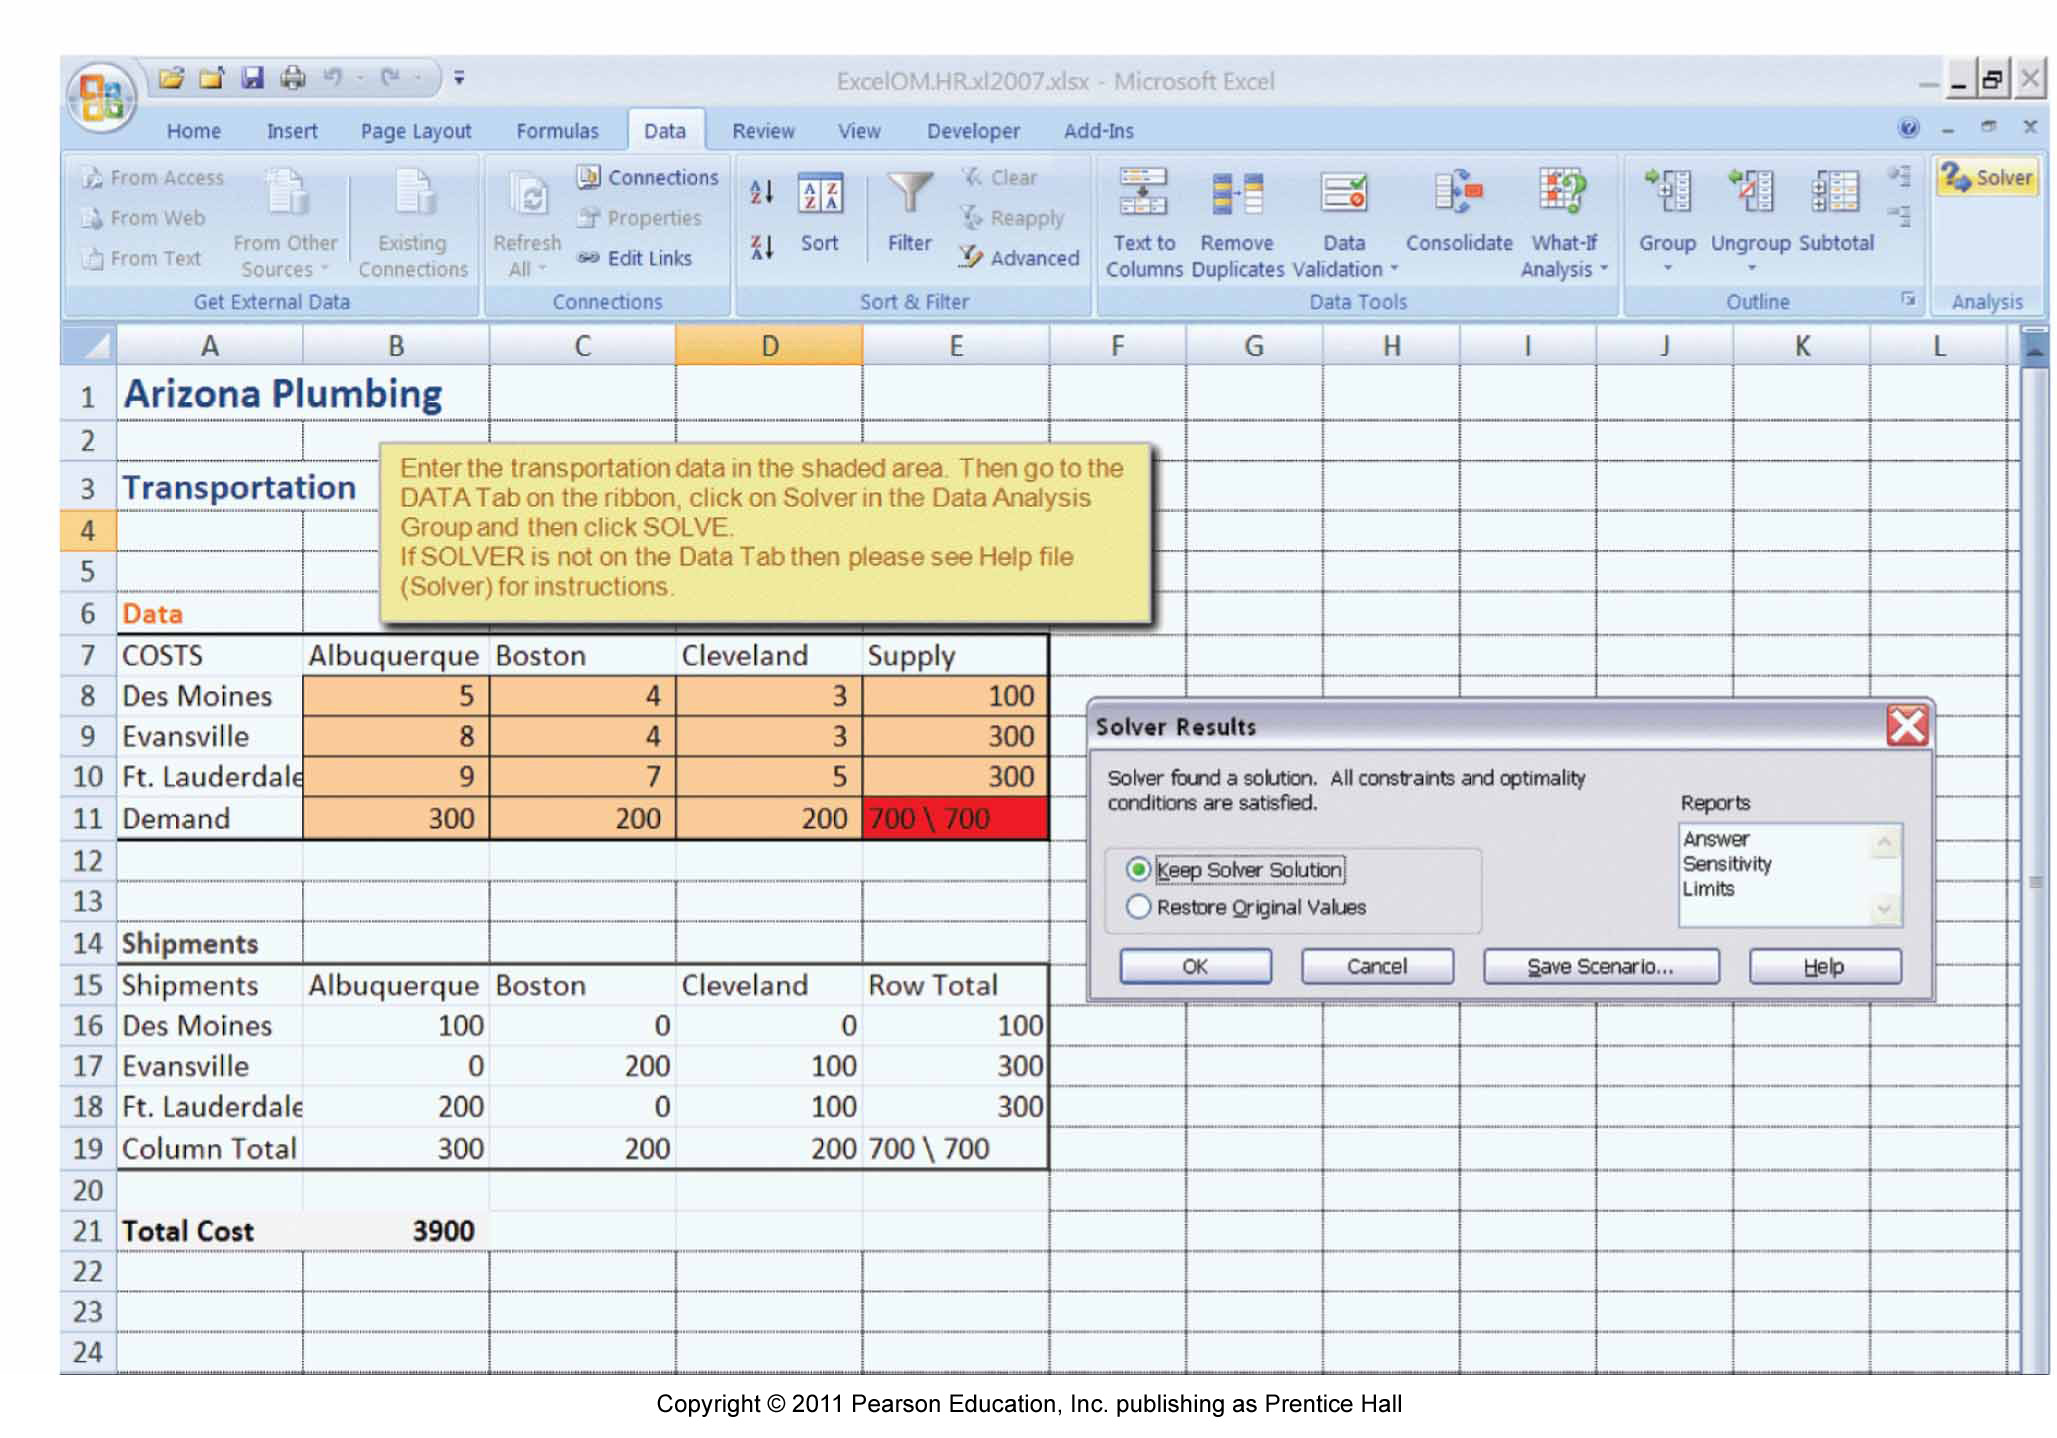 ExcelOM.HR.xl2007.xlsx - Microsoft Excel
Home Insert Page Layout Formulas Data Review View Developer Add-Ins
From Access
From Web
From Text
From Other Sources
Existing Connections
Get External Data
Refresh All
Connections
Properties
Edit Links
Connections
Sort
Filter
Clear
Reapply
Advanced
Sort & Filter
Text to Columns
Remove Duplicates
Data Validation
Consolidate
What-If Analysis
Data Tools
Group
Ungroup
Subtotal
Outline
Solver
Analysis
A B C D E F G H I J K L
1 Arizona Plumbing
2
3 Transportation
Enter the transportation data in the shaded area. Then go to the
DATA Tab on the ribbon, click on Solver in the Data Analysis
Group and then click SOLVE.
If SOLVER is not on the Data Tab then please see Help file
(Solver) for instructions.
4
5
6 Data
7 COSTS Albuquerque Boston Cleveland Supply
8 Des Moines 5 4 3 100
9 Evansville 8 4 3 300
10 Ft. Lauderdale 9 7 5 300
11 Demand 300 200 200 700 \ 700
12
13
14 Shipments
15 Shipments Albuquerque Boston Cleveland Row Total
16 Des Moines 100 0 0 100
17 Evansville 0 200 100 300
18 Ft. Lauderdale 200 0 100 300
19 Column Total 300 200 200 700 \ 700
20
21 Total Cost 3900
22
23
24
Solver Results
Solver found a solution. All constraints and optimality
conditions are satisfied.
Reports
Answer
Sensitivity
Limits
Keep Solver Solution
Restore Original Values
OK Cancel Save Scenario... Help
Copyright © 2011 Pearson Education, Inc. publishing as Prentice Hall